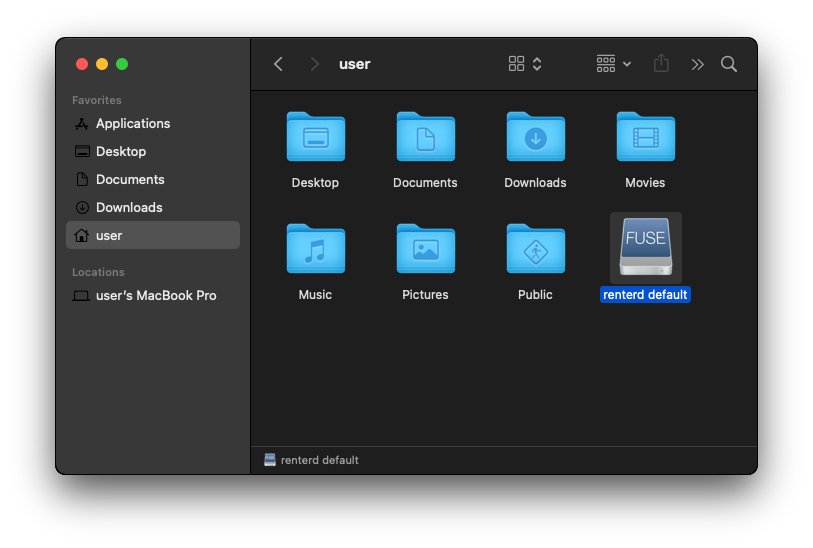 user
Favorites
Applications
Desktop
Documents
Downloads
user
Locations
user's MacBook Pro
Desktop
Documents
Downloads
Movies
FUSE
Music
Pictures
Public
renterd default
renterd default